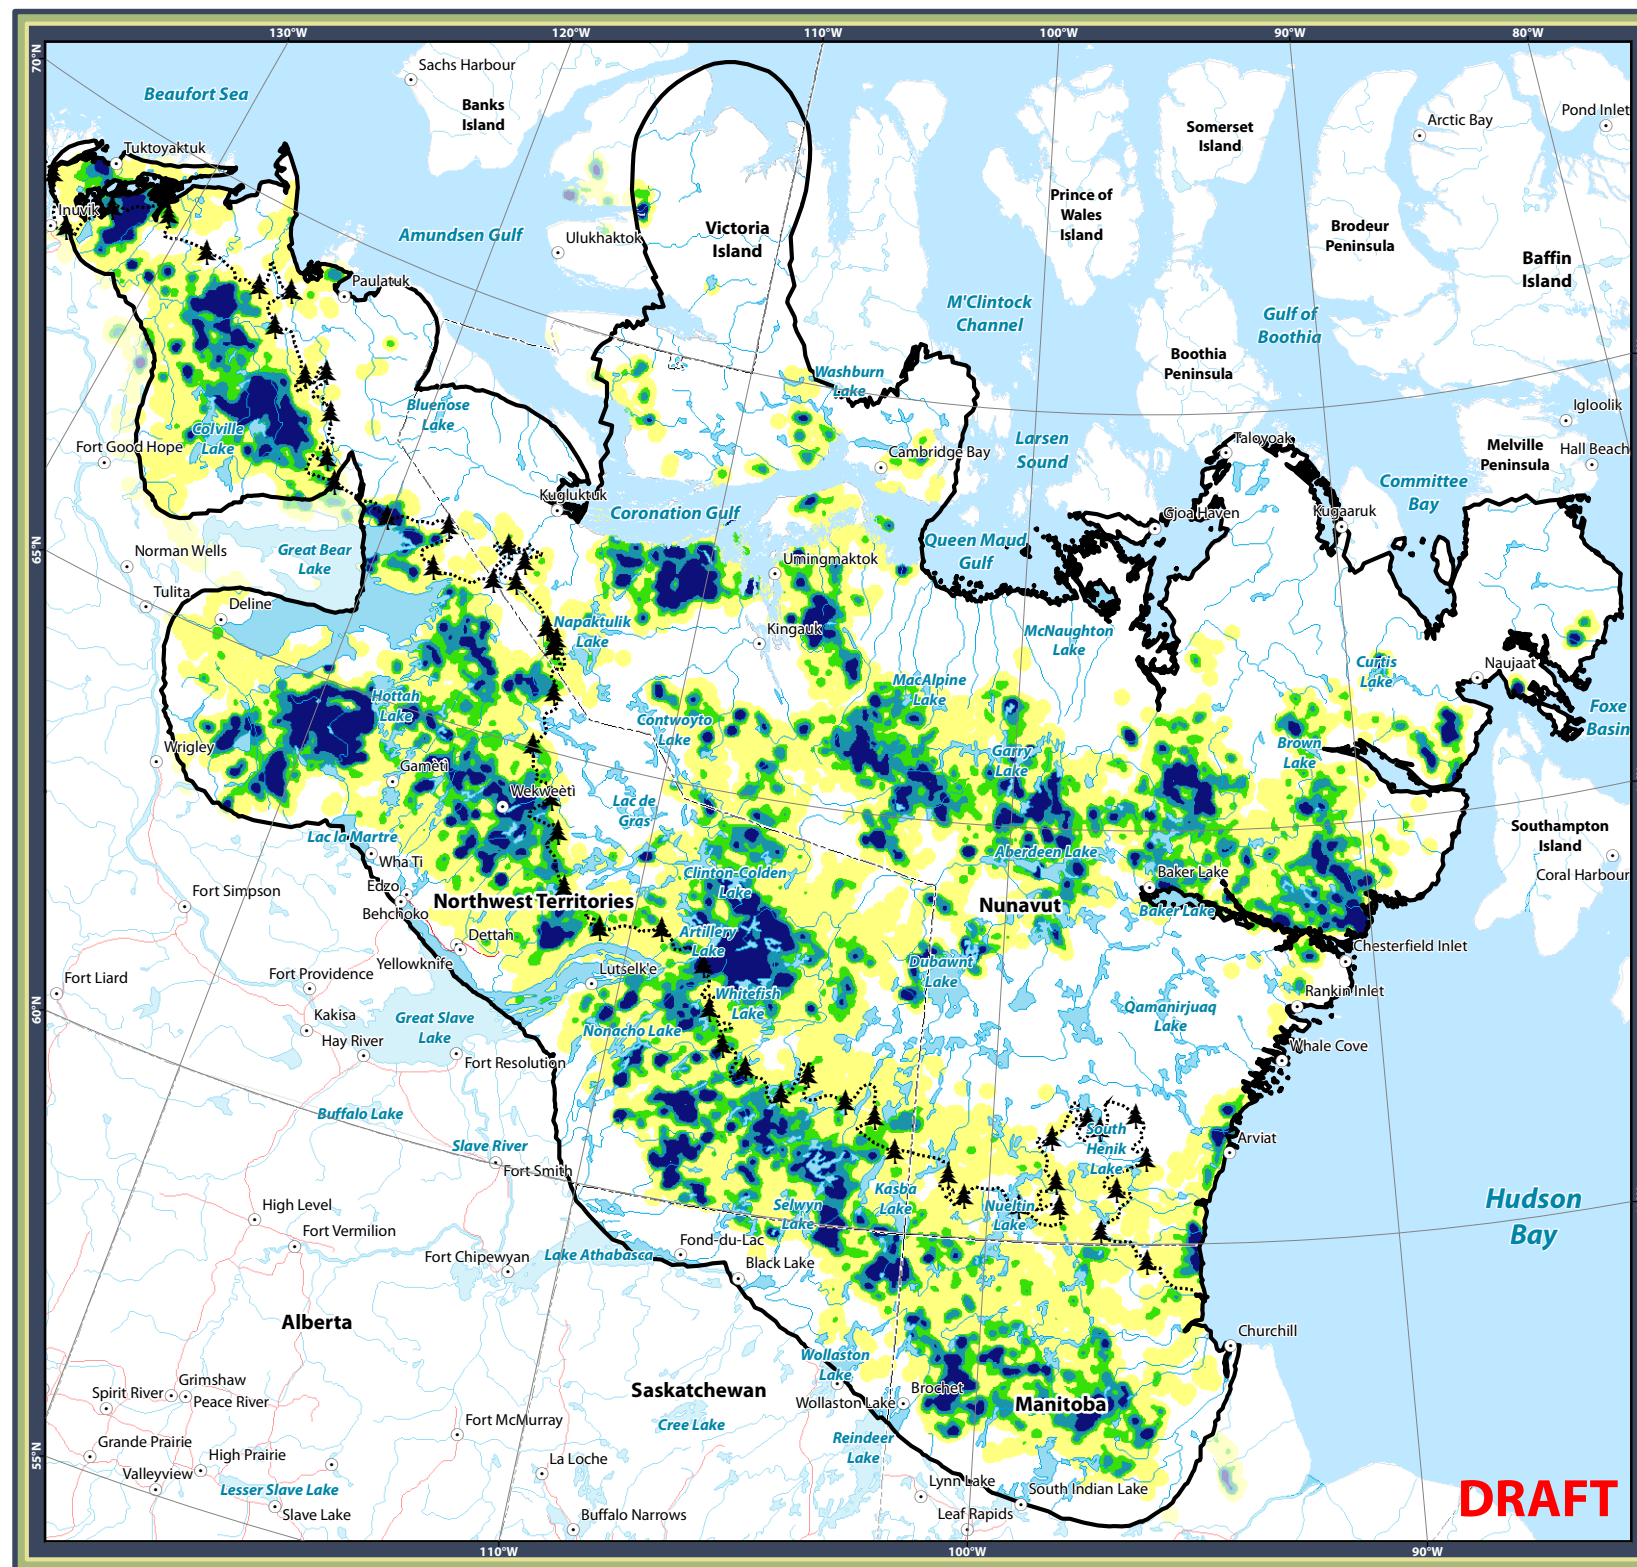 130°W
120°W
110°W
100°W
90°W
80°W
70°N
Sachs Harbour
Beaufort Sea
Banks
Island
Pond Inlet
Arctic Bay
Somerset
Island
Tuktoyaktuk
Prince of
Wales
Island
Inuvik
Amundsen Gulf
Ulukhaktok
Victoria
Island
Brodeur
Peninsula
Baffin
Island
Paulatuk
M'Clintock
Channel
Gulf of
Boothia
Boothia
Peninsula
Washburn
Lake
Bluenose
Lake
Igloolik
Colville
Lake
Fort Good Hope
Larsen
Sound
Taloyoak
Melville
Peninsula
Hall Beach
Cambridge Bay
Committee
Bay
Kugluktuk
Coronation Gulf
Gjoa Haven
Kugaaruk
65°N
Norman Wells
Great Bear
Lake
Queen Maud
Gulf
Umingmaktok
Tulita
Deline
Napaktulik
Lake
Kingauk
McNaughton
Lake
Curtis
Lake
Naujaat
Hottah
Lake
MacAlpine
Lake
Contwoyto
Lake
Foxe
Basin
Wrigley
Garry
Lake
Brown
Lake
Gametì
Wekweètì
Lac de
Gras
Lac la Martre
Southampton
Island
Aberdeen Lake
Wha Ti
Clinton-Colden
Lake
Baker Lake
Coral Harbour
Edzo
Fort Simpson
Northwest Territories
Nunavut
Behchoko
Baker Lake
Dettah
Artillery
Lake
Chesterfield Inlet
Yellowknife
Dubawnt
Lake
Fort Liard
Fort Providence
Lutselk'e
Rankin Inlet
60°N
Whitefish
Lake
Qamanirjuaq
Lake
Kakisa
Great Slave
Lake
Nonacho Lake
Hay River
Whale Cove
Fort Resolution
Buffalo Lake
South
Henik
Lake
Arviat
Slave River
Fort Smith
Kasba
Lake
Hudson
Bay
High Level
Selwyn
Lake
Nueltin
Lake
Fort Vermilion
Fond-du-Lac
Fort Chipewyan
Lake Athabasca
Black Lake
Alberta
Churchill
Wollaston
Lake
Grimshaw
Spirit River
Peace River
Saskatchewan
Brochet
Wollaston Lake
Manitoba
Fort McMurray
Cree Lake
Grande Prairie
Reindeer
Lake
55°N
High Prairie
La Loche
Valleyview
Lesser Slave Lake
Lynn Lake
South Indian Lake
DRAFT
Slave Lake
Buffalo Narrows
Leaf Rapids
110°W
100°W
90°W